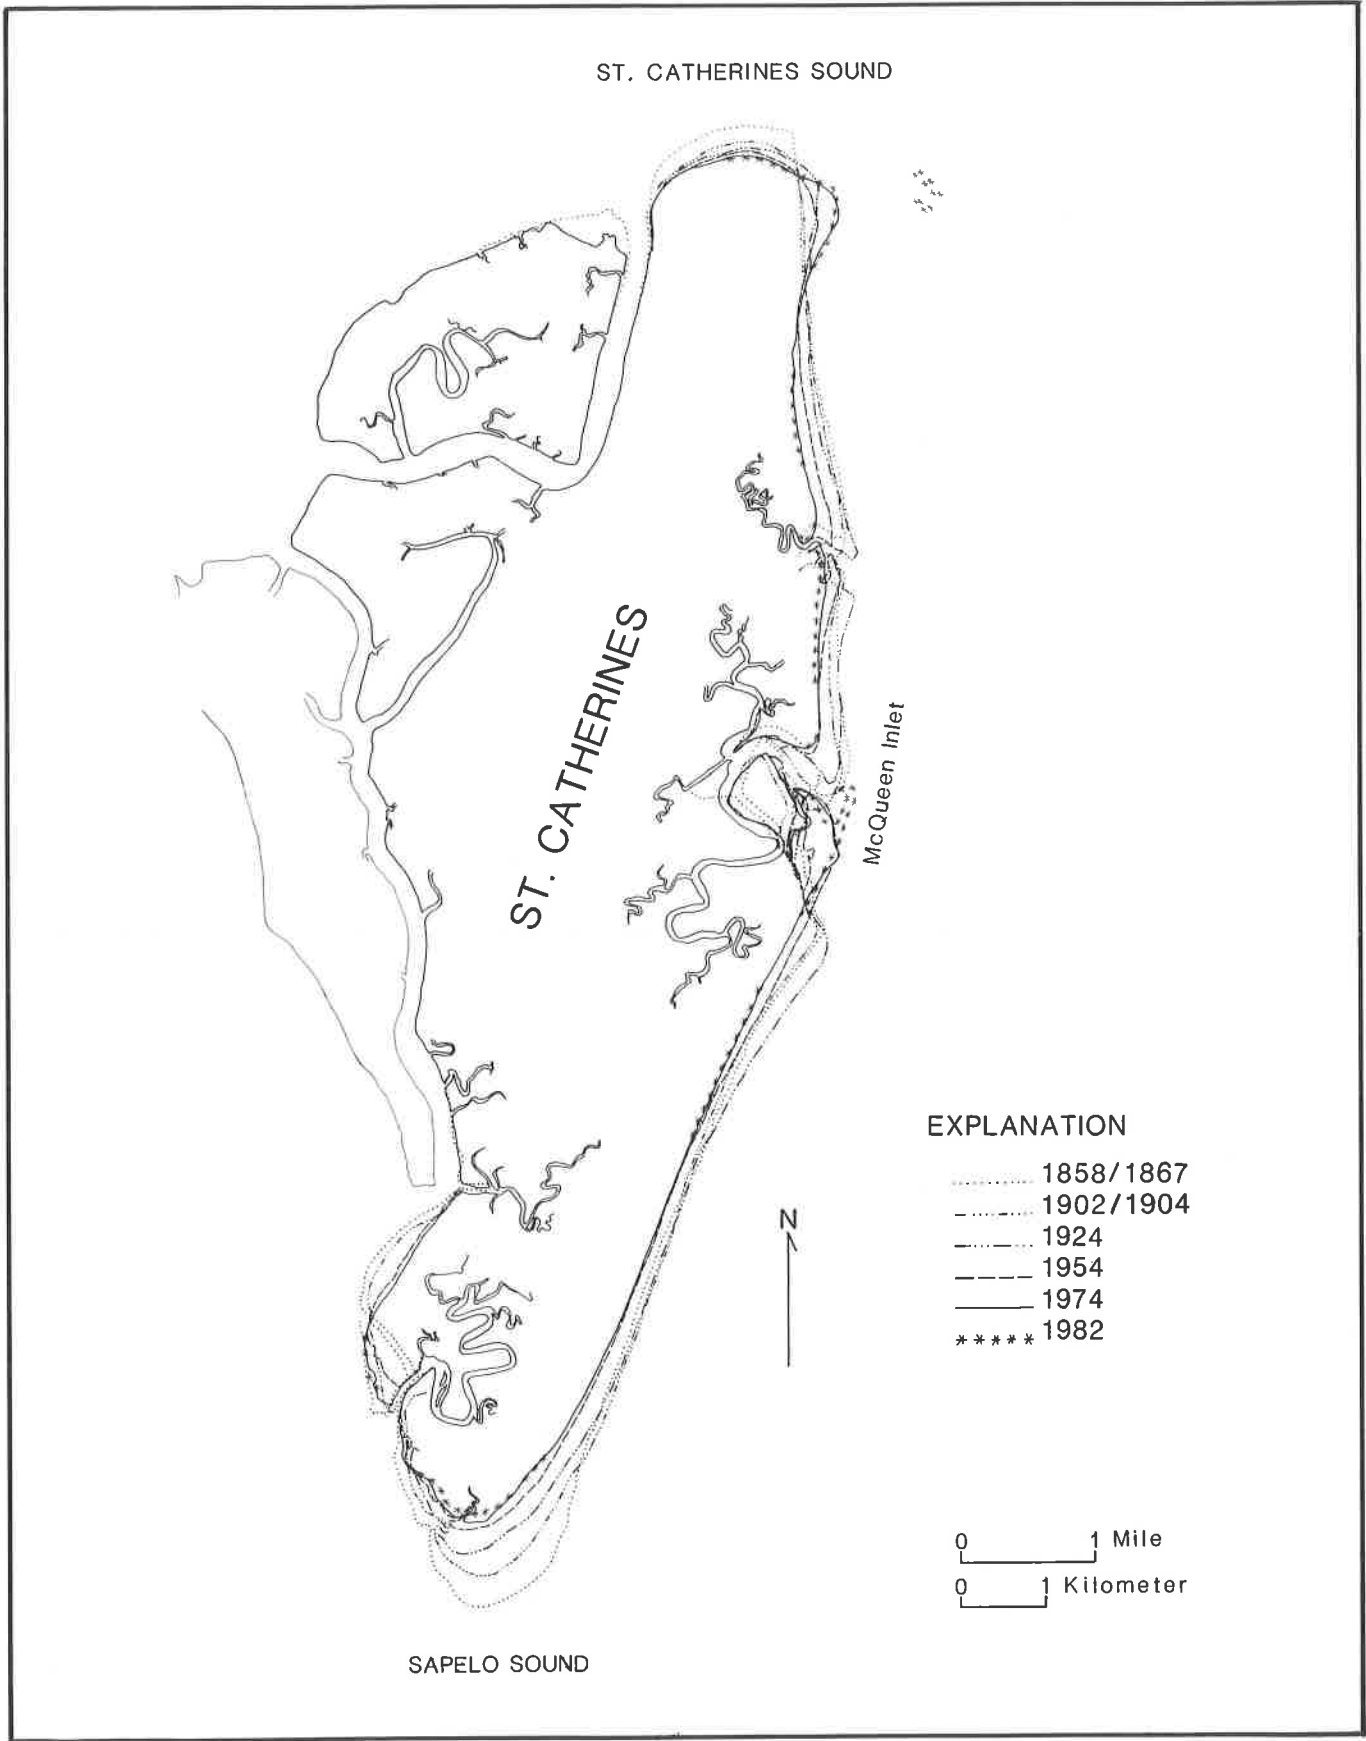 ST. CATHERINES SOUND
ST. CATHERINES
McQueen Inlet
EXPLANATION
1858/1867
1902/1904
1924
1954
1974
1982
N
0 1 Mile
0 1 Kilometer
SAPELO SOUND